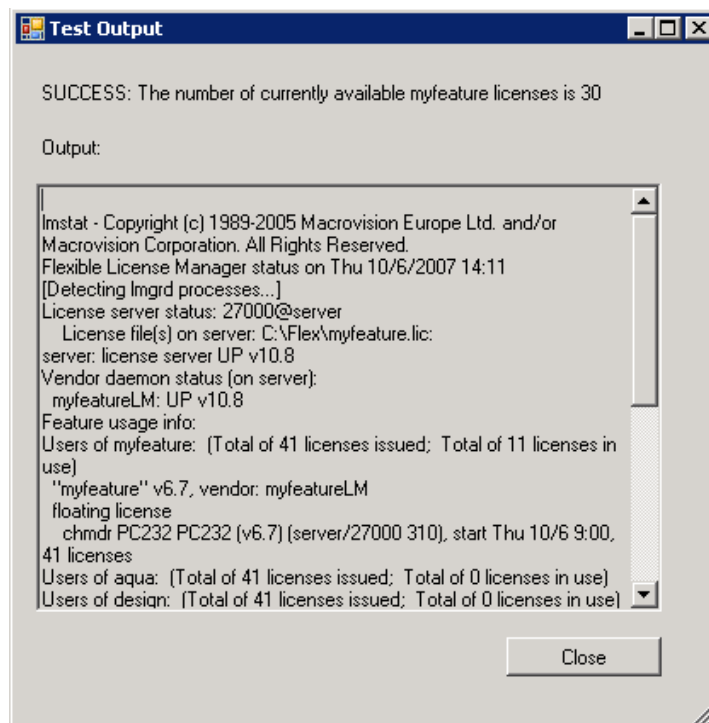 Test Output
SUCCESS: The number of currently available myfeature licenses is 30
Output:
lmstat - Copyright (c) 1989-2005 Macrovision Europe Ltd. and/or
Macrovision Corporation. All Rights Reserved.
Flexible License Manager status on Thu 10/6/2007 14:11
[Detecting lmgrd processes...]
License server status: 27000@server
License file(s) on server: C:\Flex\myfeature.lic:
server: license server UP v10.8
Vendor daemon status (on server):
myfeatureLM: UP v10.8
Feature usage info:
Users of myfeature: (Total of 41 licenses issued; Total of 11 licenses in
use)
"myfeature" v6.7, vendor: myfeatureLM
floating license
chmdr PC232 PC232 (v6.7) (server/27000 310), start Thu 10/6 9:00,
41 licenses
Users of aqua: (Total of 41 licenses issued; Total of 0 licenses in use)
Users of design: (Total of 41 licenses issued; Total of 0 licenses in use)
Close